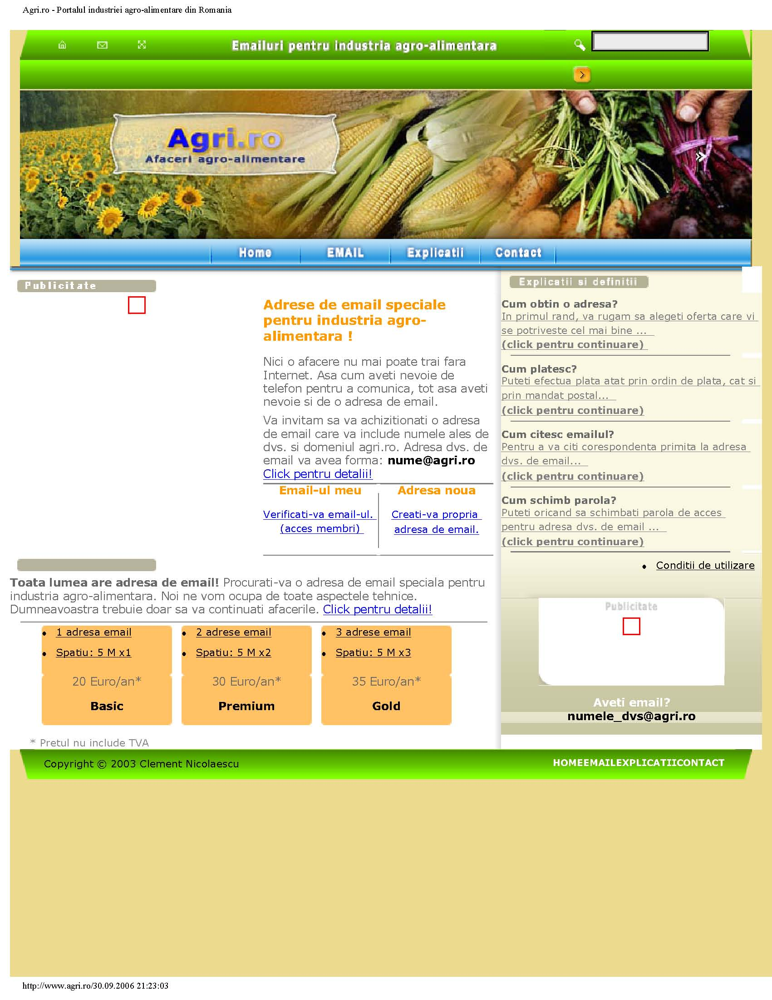 Agri.ro - Portalul industriei agro-alimentare din Romania
Emailuri pentru industria agro-alimentara
Agri.ro
Afaceri agro-alimentare
Home EMAIL Explicatii Contact
Publicitate
Adrese de email speciale
pentru industria agro-
alimentara !
Nici o afacere nu mai poate trai fara
Internet. Asa cum aveti nevoie de
telefon pentru a comunica, tot asa aveti
nevoie si de o adresa de email.
Va invitam sa va achizitionati o adresa
de email care va include numele ales de
dvs. si domeniul agri.ro. Adresa dvs. de
email va avea forma: nume@agri.ro
Click pentru detalii!
Email-ul meu
Verificati-va email-ul.
(acces membri)
Adresa noua
Creati-va propria
adresa de email.
Explicatii si definitii
Cum obtin o adresa?
In primul rand, va rugam sa alegeti oferta care vi
se potriveste cel mai bine ...
(click pentru continuare)
Cum platesc?
Puteti efectua plata atat prin ordin de plata, cat si
prin mandat postal...
(click pentru continuare)
Cum citesc emailul?
Pentru a va citi corespondenta primita la adresa
dvs. de email...
(click pentru continuare)
Cum schimb parola?
Puteti oricand sa schimbati parola de acces
pentru adresa dvs. de email ...
(click pentru continuare)
• Conditii de utilizare
Publicitate
Aveti email?
numele_dvs@agri.ro
Toata lumea are adresa de email! Procurati-va o adresa de email speciala pentru
industria agro-alimentara. Noi ne vom ocupa de toate aspectele tehnice.
Dumneavoastra trebuie doar sa va continuati afacerile. Click pentru detalii!
• 1 adresa email
• Spatiu: 5 M x1
20 Euro/an*
Basic
• 2 adrese email
• Spatiu: 5 M x2
30 Euro/an*
Premium
• 3 adrese email
• Spatiu: 5 M x3
35 Euro/an*
Gold
* Pretul nu include TVA
Copyright © 2003 Clement Nicolaescu
HOMEEMAILEXPLICATIICONTACT
http://www.agri.ro/30.09.2006 21:23:03